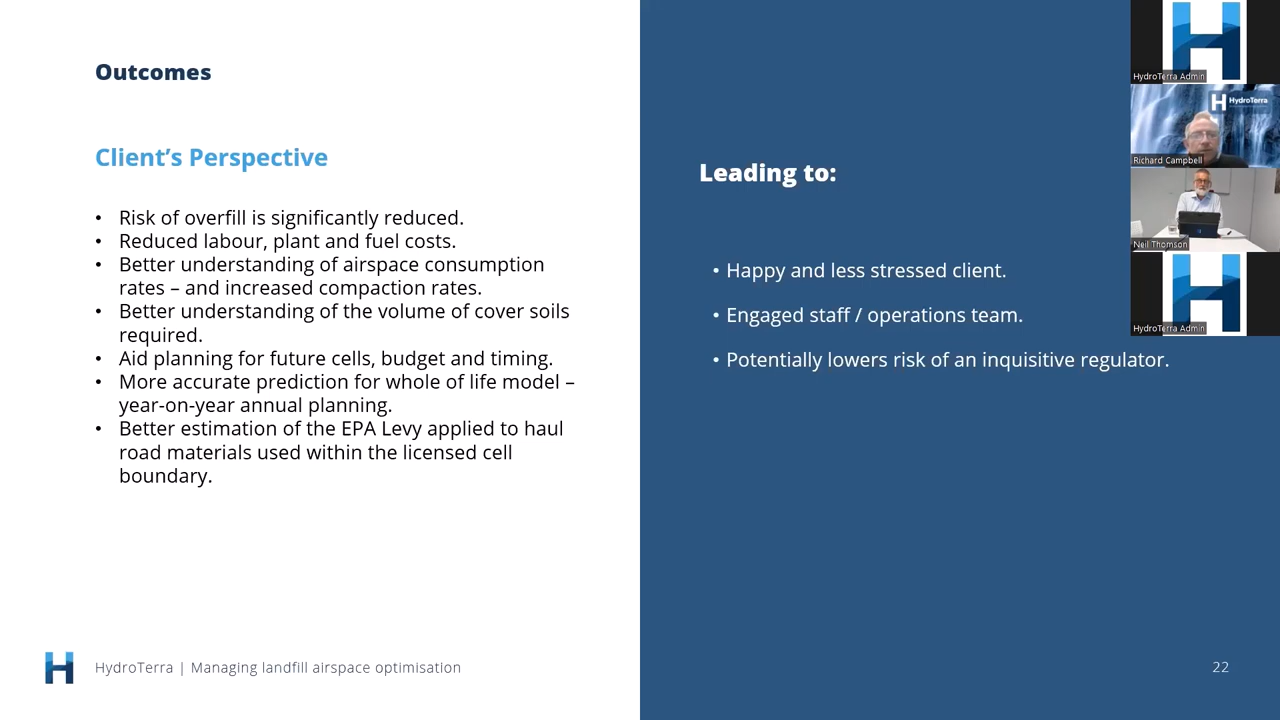 Outcomes
Client’s Perspective
• Risk of overfill is significantly reduced.
• Reduced labour, plant and fuel costs.
• Better understanding of airspace consumption
rates – and increased compaction rates.
• Better understanding of the volume of cover soils
required.
• Aid planning for future cells, budget and timing.
• More accurate prediction for whole of life model –
year-on-year annual planning.
• Better estimation of the EPA Levy applied to haul
road materials used within the licensed cell
boundary.
Leading to:
• Happy and less stressed client.
• Engaged staff / operations team.
• Potentially lowers risk of an inquisitive regulator.
HydroTerra Admin
HydroTerra
Richard Campbell
Neil Thomson
HydroTerra Admin
HydroTerra | Managing landfill airspace optimisation
22